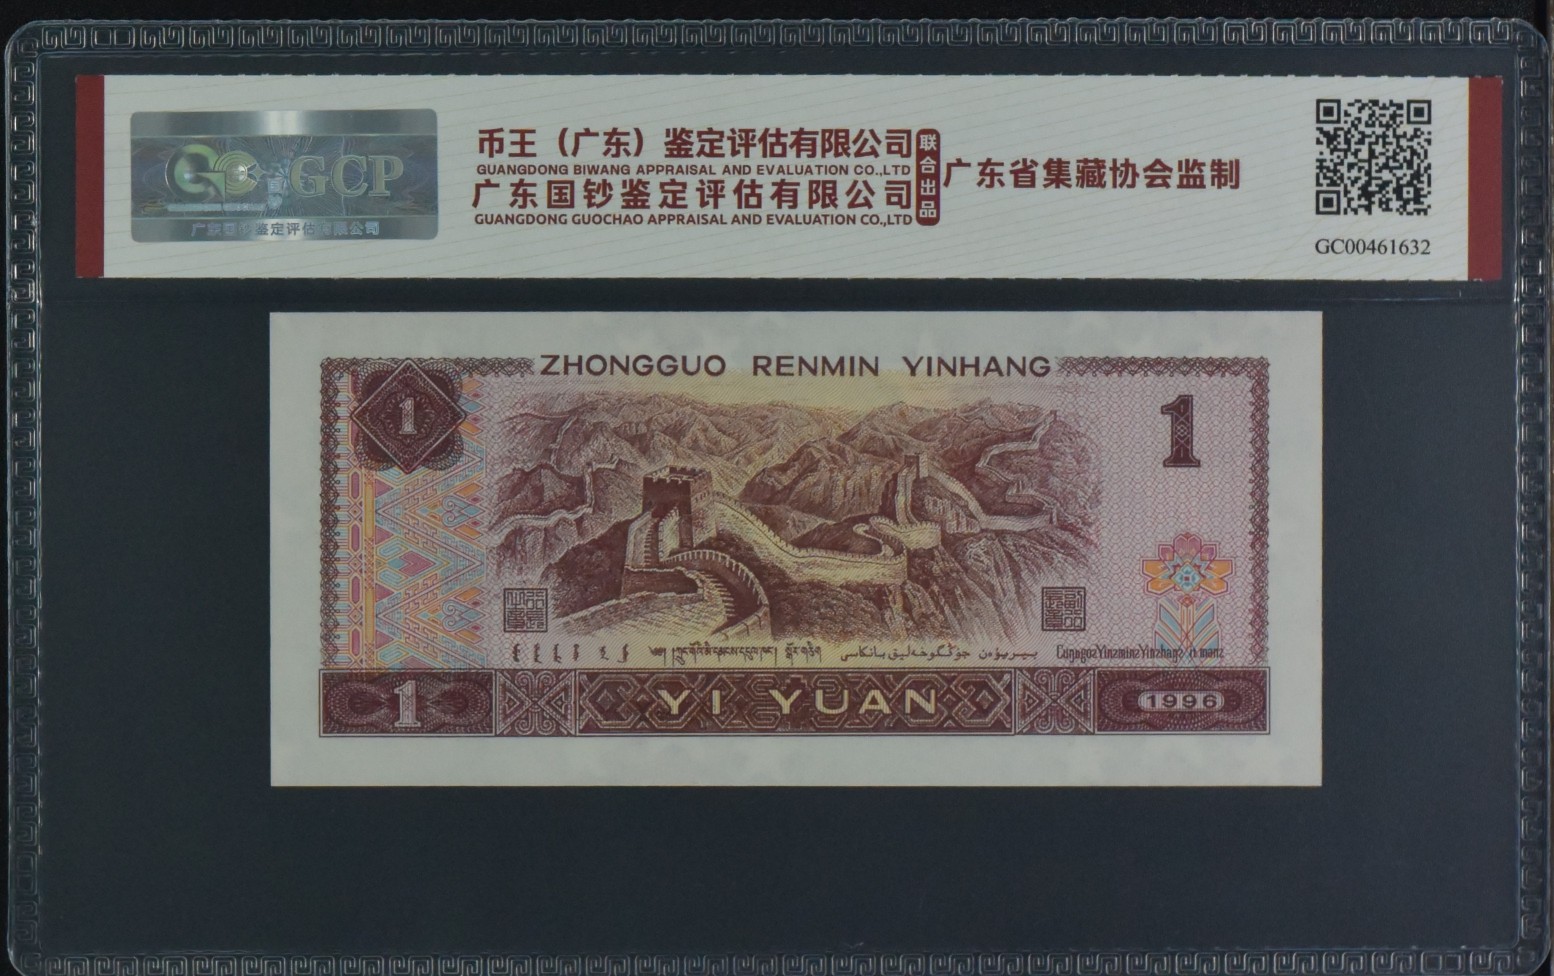 GCP
广东国钞鉴定评估有限公司
币王（广东）鉴定评估有限公司
GUANGDONG BIWANG APPRAISAL AND EVALUATION CO.,LTD
广东国钞鉴定评估有限公司
GUANGDONG GUOCHAO APPRAISAL AND EVALUATION CO.,LTD
联合出品
广东省集藏协会监制
GC00461632
ZHONGGUO RENMIN YINHANG
1
1
1
YI YUAN
1996